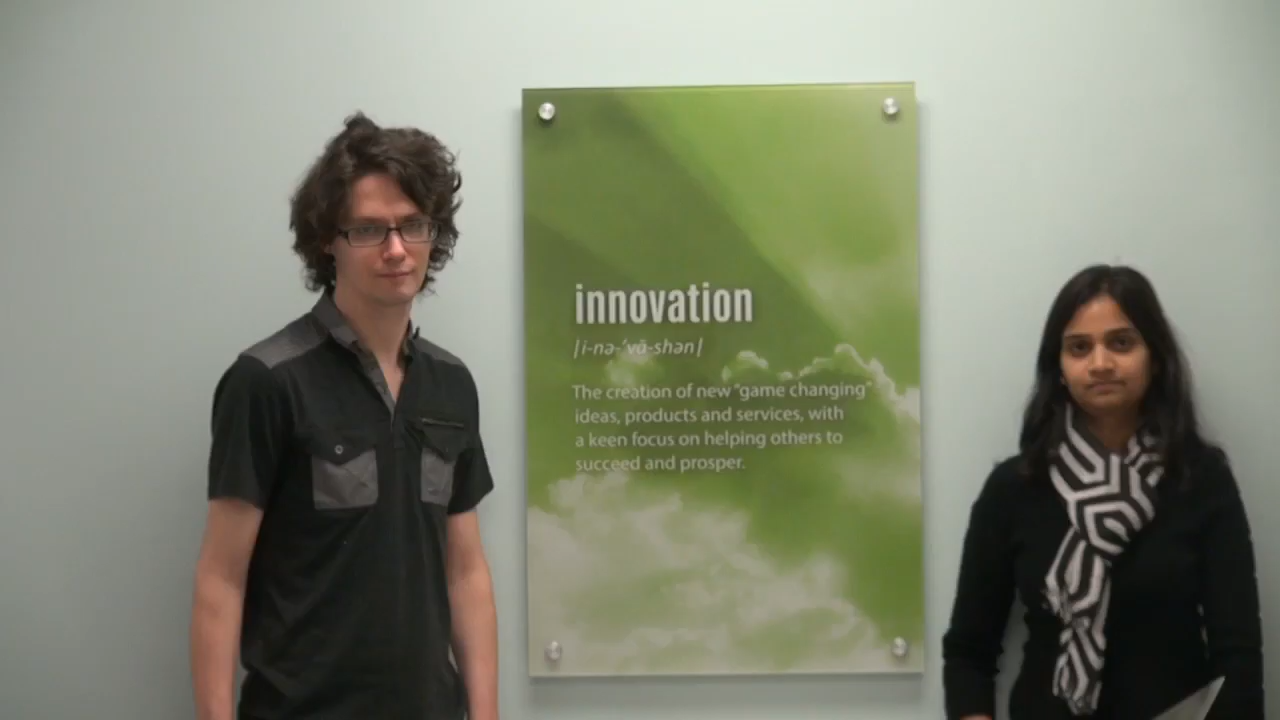 innovation
|i-nə-ˈvā-shən|
The creation of new "game changing"
ideas, products and services, with
a keen focus on helping others to
succeed and prosper.